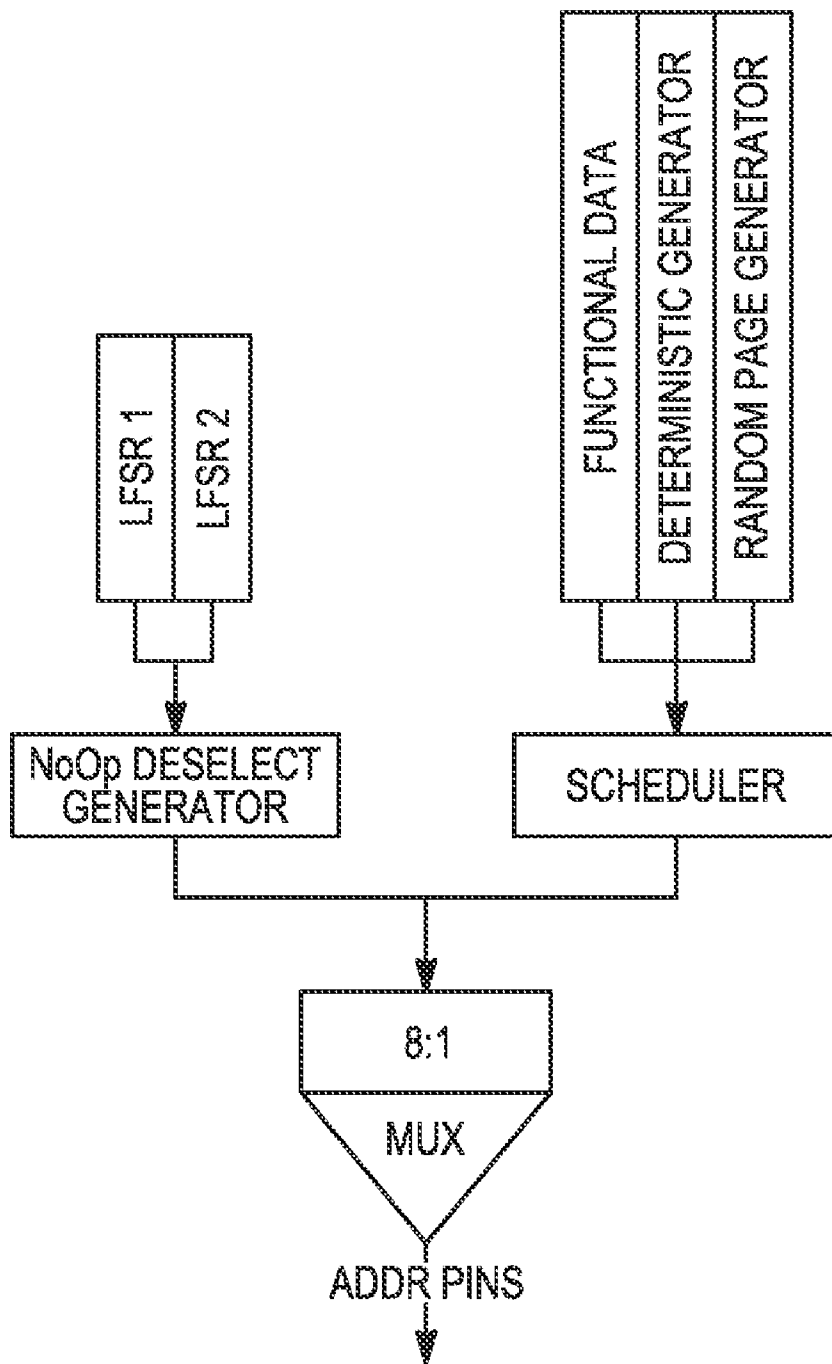 LFSR 1
LFSR 2
FUNCTIONAL DATA
DETERMINISTIC GENERATOR
RANDOM PAGE GENERATOR
NoOp DESELECT
GENERATOR
SCHEDULER
8:1
MUX
ADDR PINS